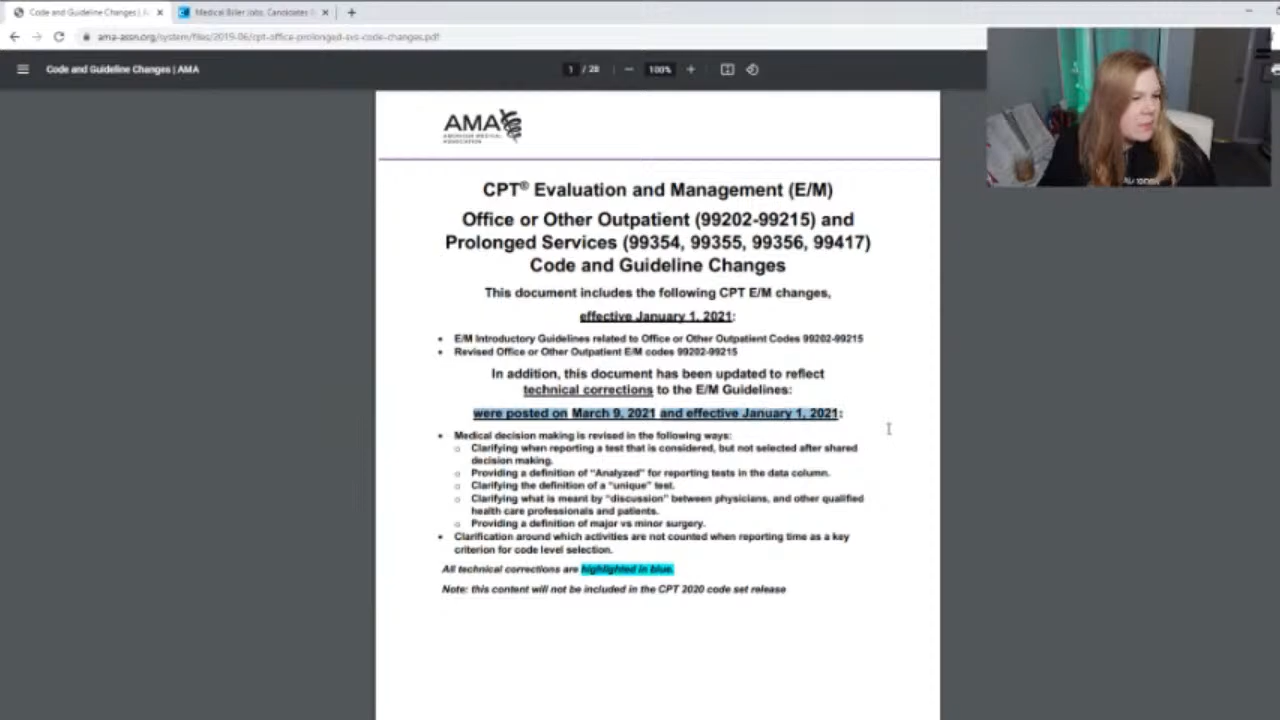 Code and Guideline Changes | A
Medical Biller Jobs, Candidates
ama-assn.org/system/files/2019-06/cpt-office-prolonged-svs-code-changes.pdf
Code and Guideline Changes | AMA
1 / 28
100%
AMA
AMERICAN MEDICAL
ASSOCIATION
CPT® Evaluation and Management (E/M)
Office or Other Outpatient (99202-99215) and
Prolonged Services (99354, 99355, 99356, 99417)
Code and Guideline Changes
This document includes the following CPT E/M changes,
effective January 1, 2021:
• E/M Introductory Guidelines related to Office or Other Outpatient Codes 99202-99215
• Revised Office or Other Outpatient E/M codes 99202-99215
In addition, this document has been updated to reflect
technical corrections to the E/M Guidelines:
were posted on March 9, 2021 and effective January 1, 2021:
• Medical decision making is revised in the following ways:
o Clarifying when reporting a test that is considered, but not selected after shared
decision making.
o Providing a definition of “Analyzed” for reporting tests in the data column.
o Clarifying the definition of a “unique” test.
o Clarifying what is meant by “discussion” between physicians, and other qualified
health care professionals and patients.
o Providing a definition of major vs minor surgery.
• Clarification around which activities are not counted when reporting time as a key
criterion for code level selection.
All technical corrections are highlighted in blue.
Note: this content will not be included in the CPT 2020 code set release